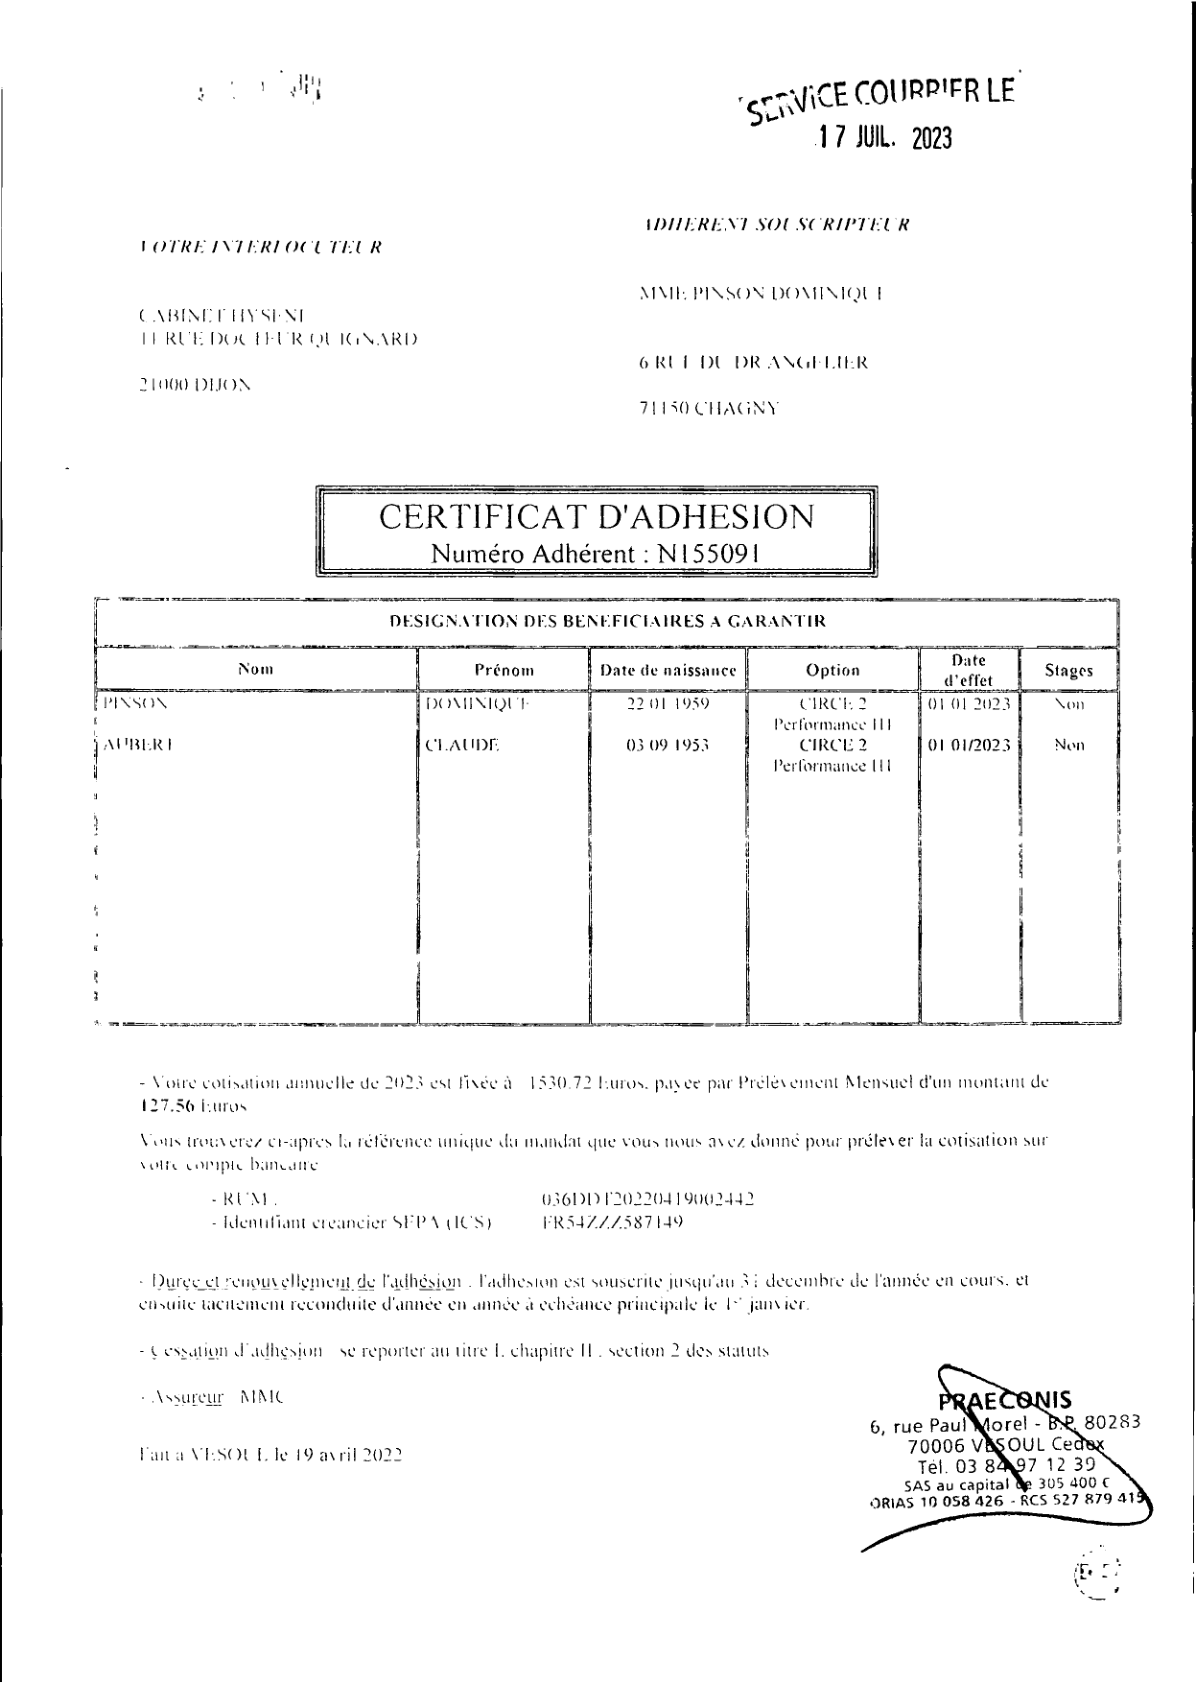 SERVICE COURRIER LE
17 JUIL. 2023
VOTRE INTERLOCUTEUR
ADHERENT SOUSCRIPTEUR
MME PINSON DOMINIQUE
CABINET HYSENI
11 RUE DOCTEUR QUIGNARD
6 RUE DU DR ANGELIER
21000 DIJON
71150 CHAGNY
CERTIFICAT D'ADHESION
Numéro Adhérent : N155091
DESIGNATION DES BENEFICIAIRES A GARANTIR
Nom Prénom Date de naissance Option Date d'effet Stages
PINSON DOMINIQUE 22 01 1959 CIRCE 2 01 01 2023 Non
Performance III
AUBERT CLAUDE 03 09 1953 CIRCE 2 01 01/2023 Non
Performance III
- Votre cotisation annuelle de 2023 est fixée à 1530.72 Euros, payée par Prélèvement Mensuel d'un montant de
127.56 Euros
Vous trouverez ci-après la référence unique du mandat que vous nous avez donné pour prélever la cotisation sur
votre compte bancaire
- RUM : 036DDT20220419002442
- Identifiant créancier SEPA (ICS) FR54ZZZ587149
- Durée et renouvellement de l'adhésion : l'adhésion est souscrite jusqu'au 31 décembre de l'année en cours, et
ensuite tacitement reconduite d'année en année à échéance principale le 1er janvier.
- Cessation d'adhésion se reporter au titre I, chapitre II, section 2 des statuts
- Assureur MMC
Fait à VESOUL le 19 avril 2022
PRAECONIS
6, rue Paul Morel - B.P. 80283
70006 VESOUL Cedex
Tél. 03 84 97 12 39
SAS au capital de 305 400 €
ORIAS 10 058 426 - RCS 527 879 415